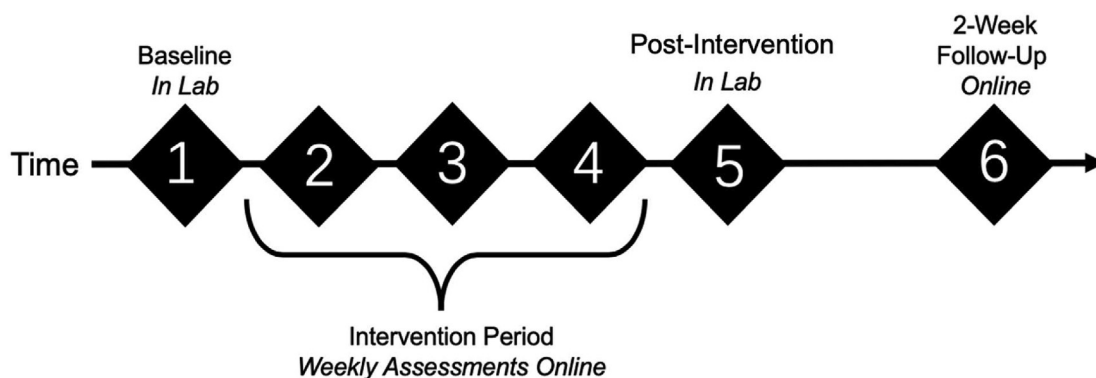 Baseline
In Lab
Post-Intervention
In Lab
2-Week
Follow-Up
Online
Time
1
2
3
4
5
6
Intervention Period
Weekly Assessments Online